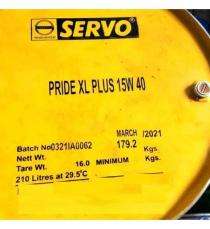 SERVO
PRIDE XL PLUS 15W 40
MARCH /2021
Batch No0321IA0062
Nett Wt. 179.2 Kgs.
Tare Wt. 16.0 MINIMUM Kgs.
210 Litres at 29.5°C